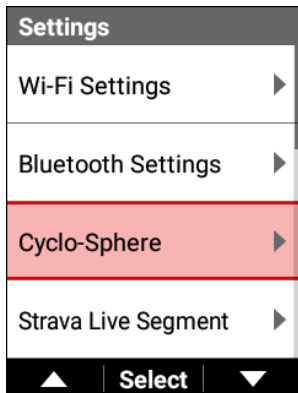 Settings
Wi-Fi Settings
Bluetooth Settings
Cyclo-Sphere
Strava Live Segment
Select